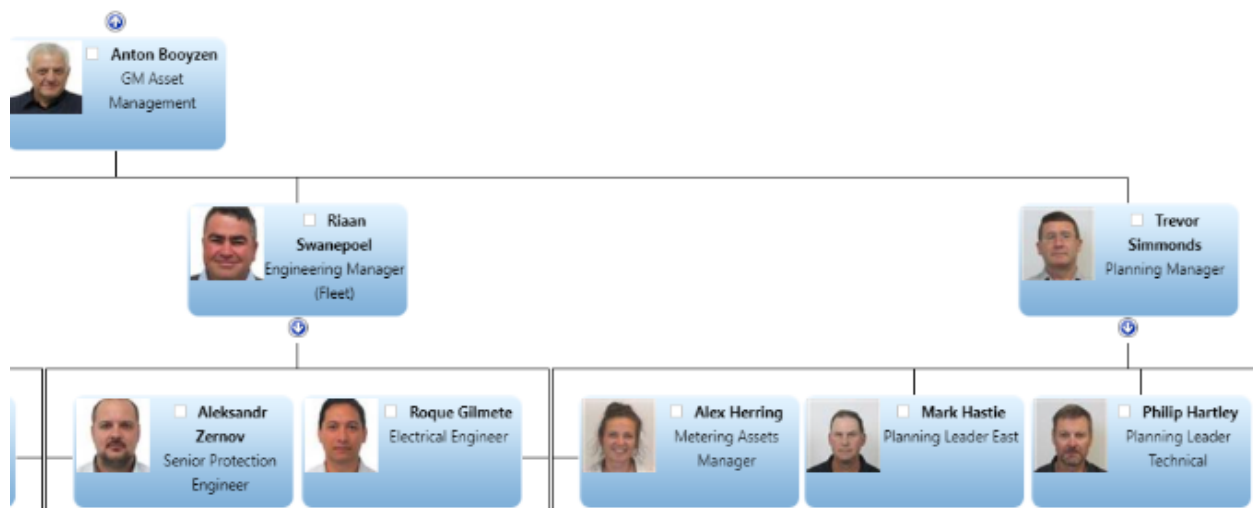 Anton Booyzen
GM Asset
Management
Riaan
Swanepoel
Engineering Manager
(Fleet)
Trevor
Simmonds
Planning Manager
Aleksandr
Zernov
Senior Protection
Engineer
Roque Gilmete
Electrical Engineer
Alex Herring
Metering Assets
Manager
Mark Hastie
Planning Leader East
Philip Hartley
Planning Leader
Technical